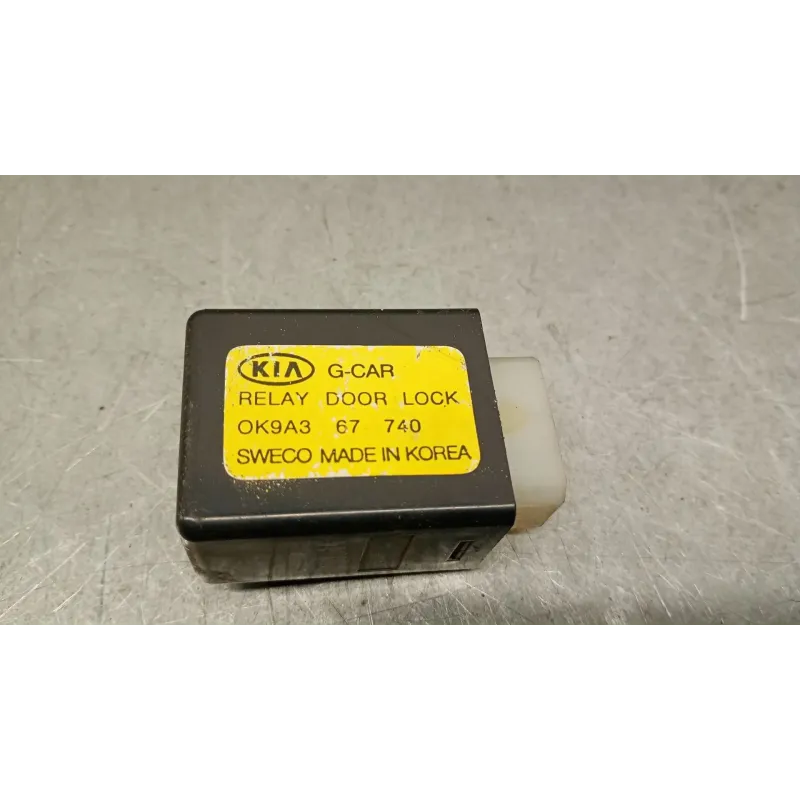 KIA G-CAR
RELAY DOOR LOCK
OK9A3 67 740
SWECO MADE IN KOREA